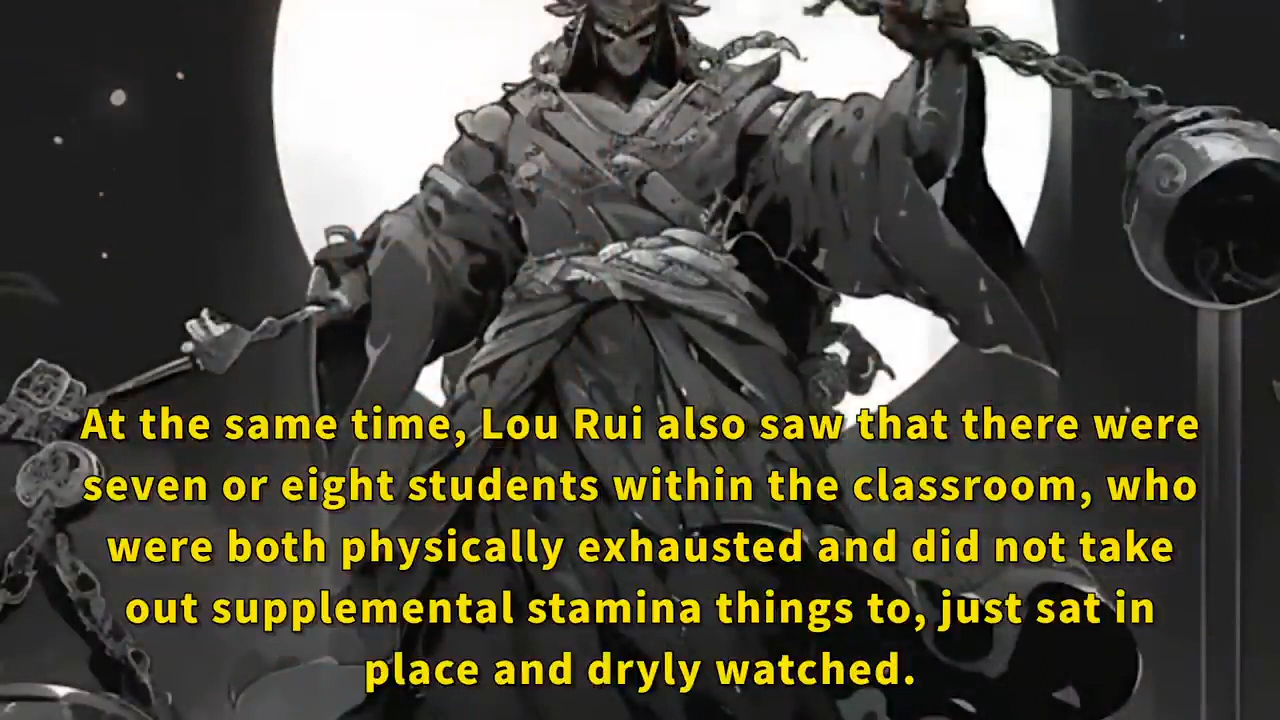 At the same time, Lou Rui also saw that there were
seven or eight students within the classroom, who
were both physically exhausted and did not take
out supplemental stamina things to, just sat in
place and dryly watched.